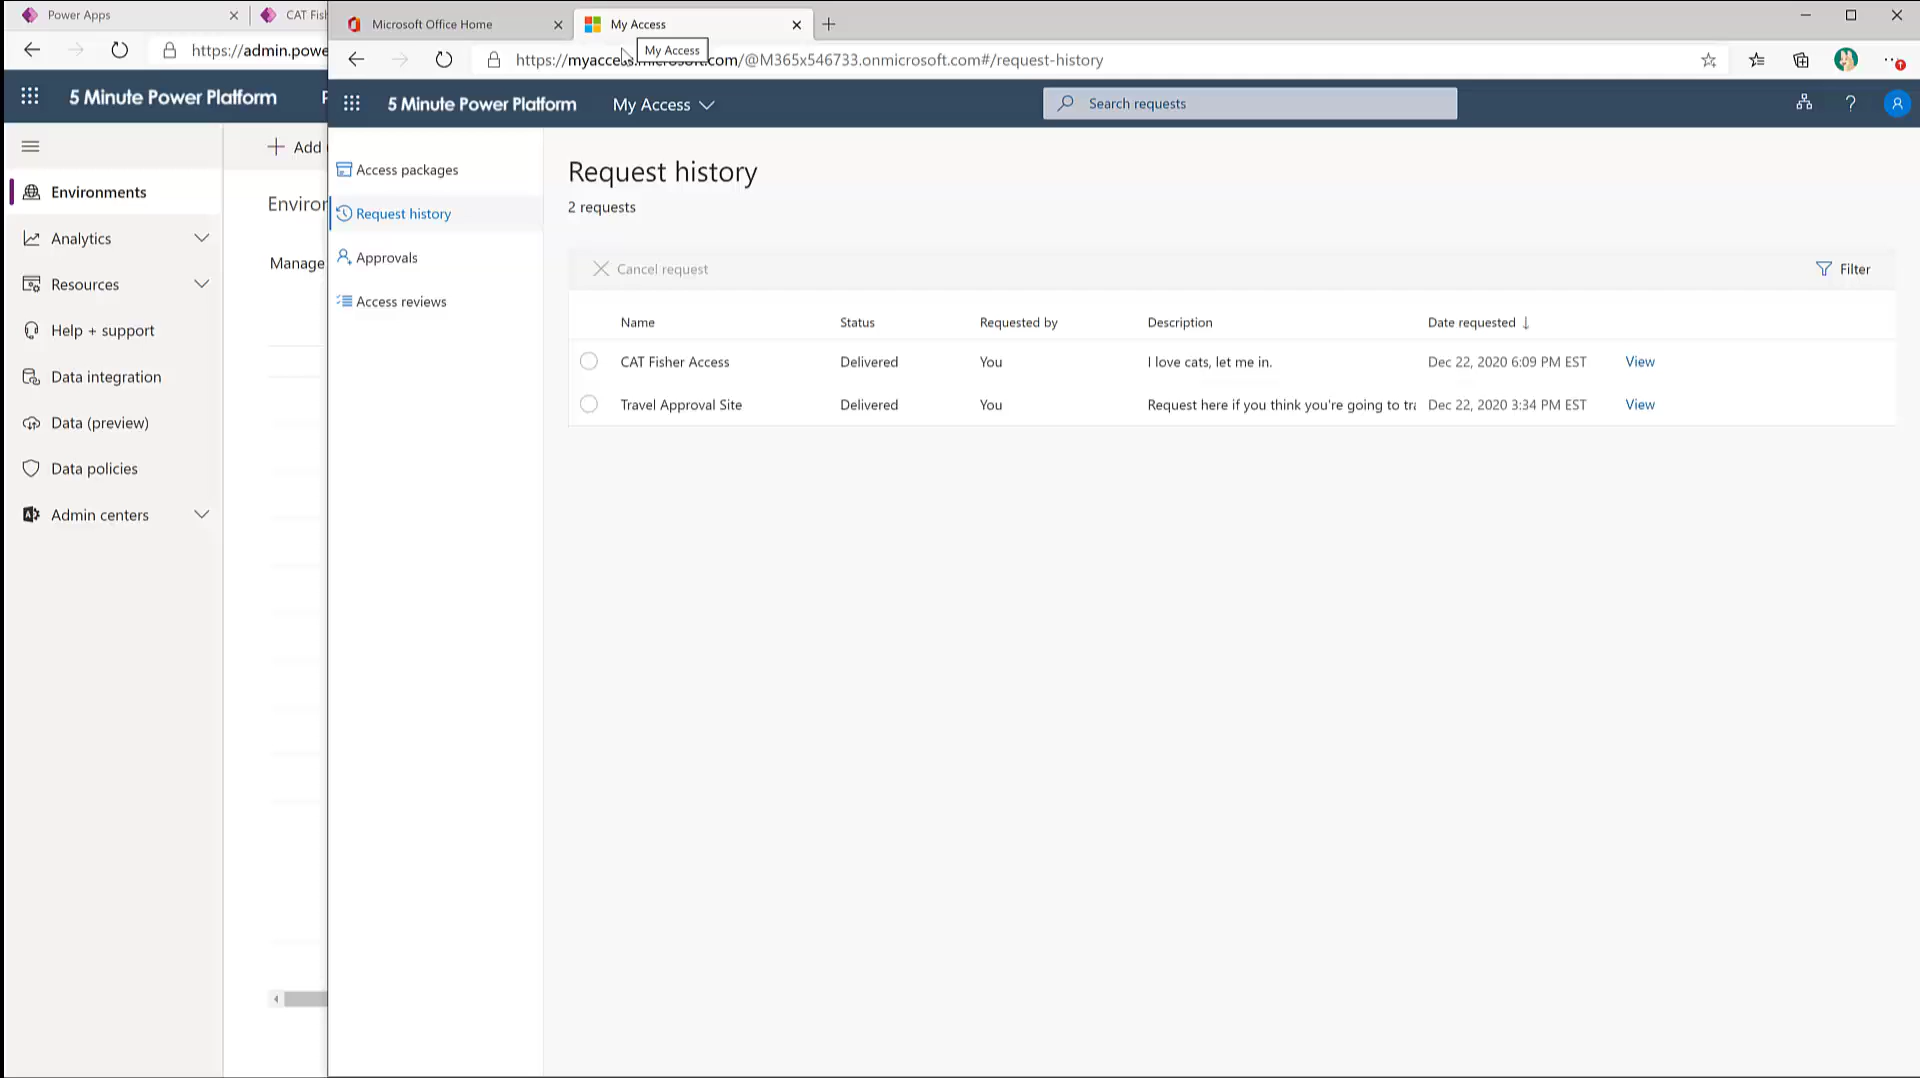 Power Apps
CAT Fish
https://admin.powe
5 Minute Power Platform
Environments
Analytics
Resources
Help + support
Data integration
Data (preview)
Data policies
Admin centers
Add
Environ
Manage
Microsoft Office Home
My Access
My Access
https://myaccess.microsoft.com/@M365x546733.onmicrosoft.com#/request-history
5 Minute Power Platform
My Access
Search requests
?
Access packages
Request history
Approvals
Access reviews
Request history
2 requests
Cancel request
Filter
Name Status Requested by Description Date requested ↓
CAT Fisher Access Delivered You I love cats, let me in. Dec 22, 2020 6:09 PM EST View
Travel Approval Site Delivered You Request here if you think you're going to tra Dec 22, 2020 3:34 PM EST View